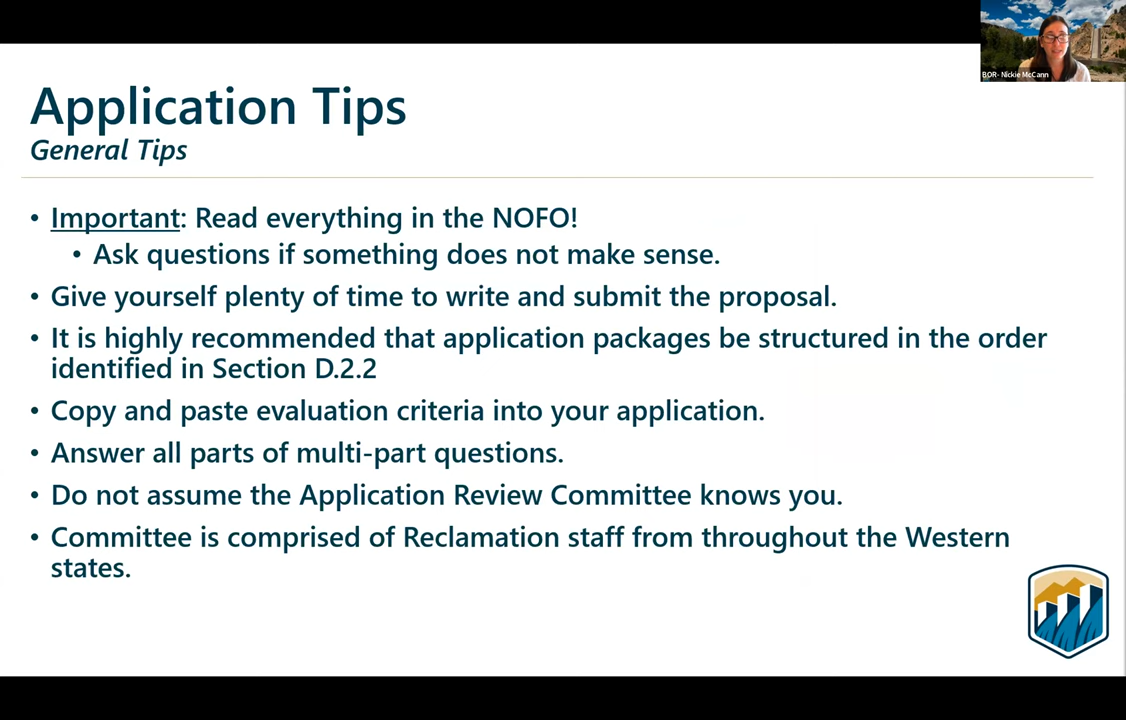 BOR- Nickie McCann
Application Tips
General Tips
• Important: Read everything in the NOFO!
• Ask questions if something does not make sense.
• Give yourself plenty of time to write and submit the proposal.
• It is highly recommended that application packages be structured in the order
identified in Section D.2.2
• Copy and paste evaluation criteria into your application.
• Answer all parts of multi-part questions.
• Do not assume the Application Review Committee knows you.
• Committee is comprised of Reclamation staff from throughout the Western
states.